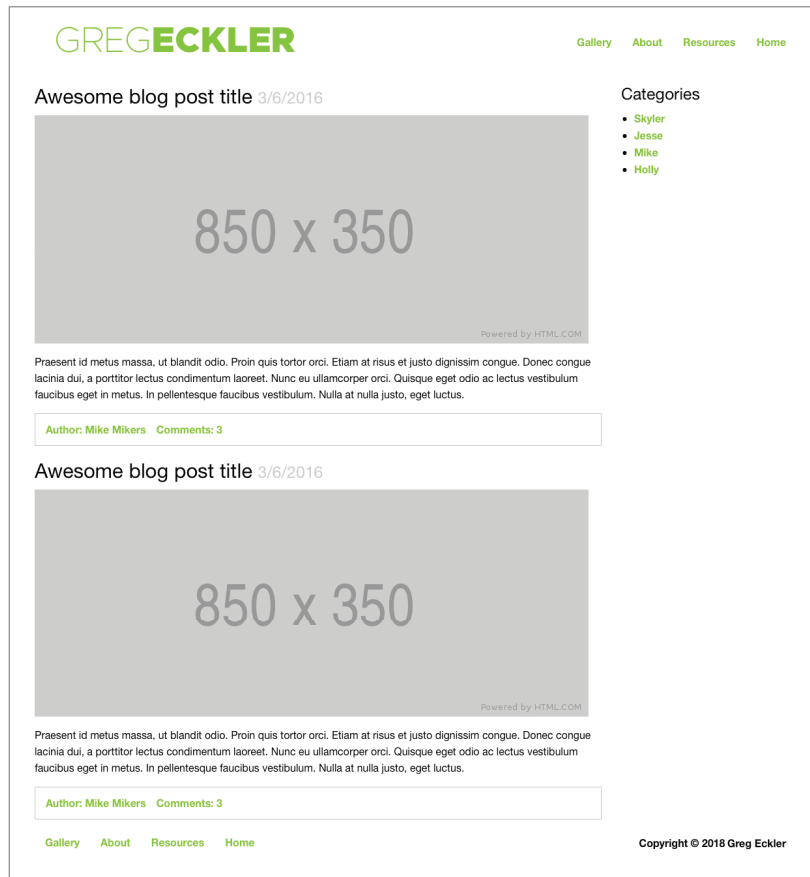 GREGECKLER
Gallery About Resources Home
Awesome blog post title 3/6/2016
850 x 350
Powered by HTML.COM
Praesent id metus massa, ut blandit odio. Proin quis tortor orci. Etiam at risus et justo dignissim congue. Donec congue
lacinia dui, a porttitor lectus condimentum laoreet. Nunc eu ullamcorper orci. Quisque eget odio ac lectus vestibulum
faucibus eget in metus. In pellentesque faucibus vestibulum. Nulla at nulla justo, eget luctus.
Author: Mike Mikers Comments: 3
Awesome blog post title 3/6/2016
850 x 350
Powered by HTML.COM
Praesent id metus massa, ut blandit odio. Proin quis tortor orci. Etiam at risus et justo dignissim congue. Donec congue
lacinia dui, a porttitor lectus condimentum laoreet. Nunc eu ullamcorper orci. Quisque eget odio ac lectus vestibulum
faucibus eget in metus. In pellentesque faucibus vestibulum. Nulla at nulla justo, eget luctus.
Author: Mike Mikers Comments: 3
Categories
Skyler
Jesse
Mike
Holly
Gallery About Resources Home
Copyright © 2018 Greg Eckler